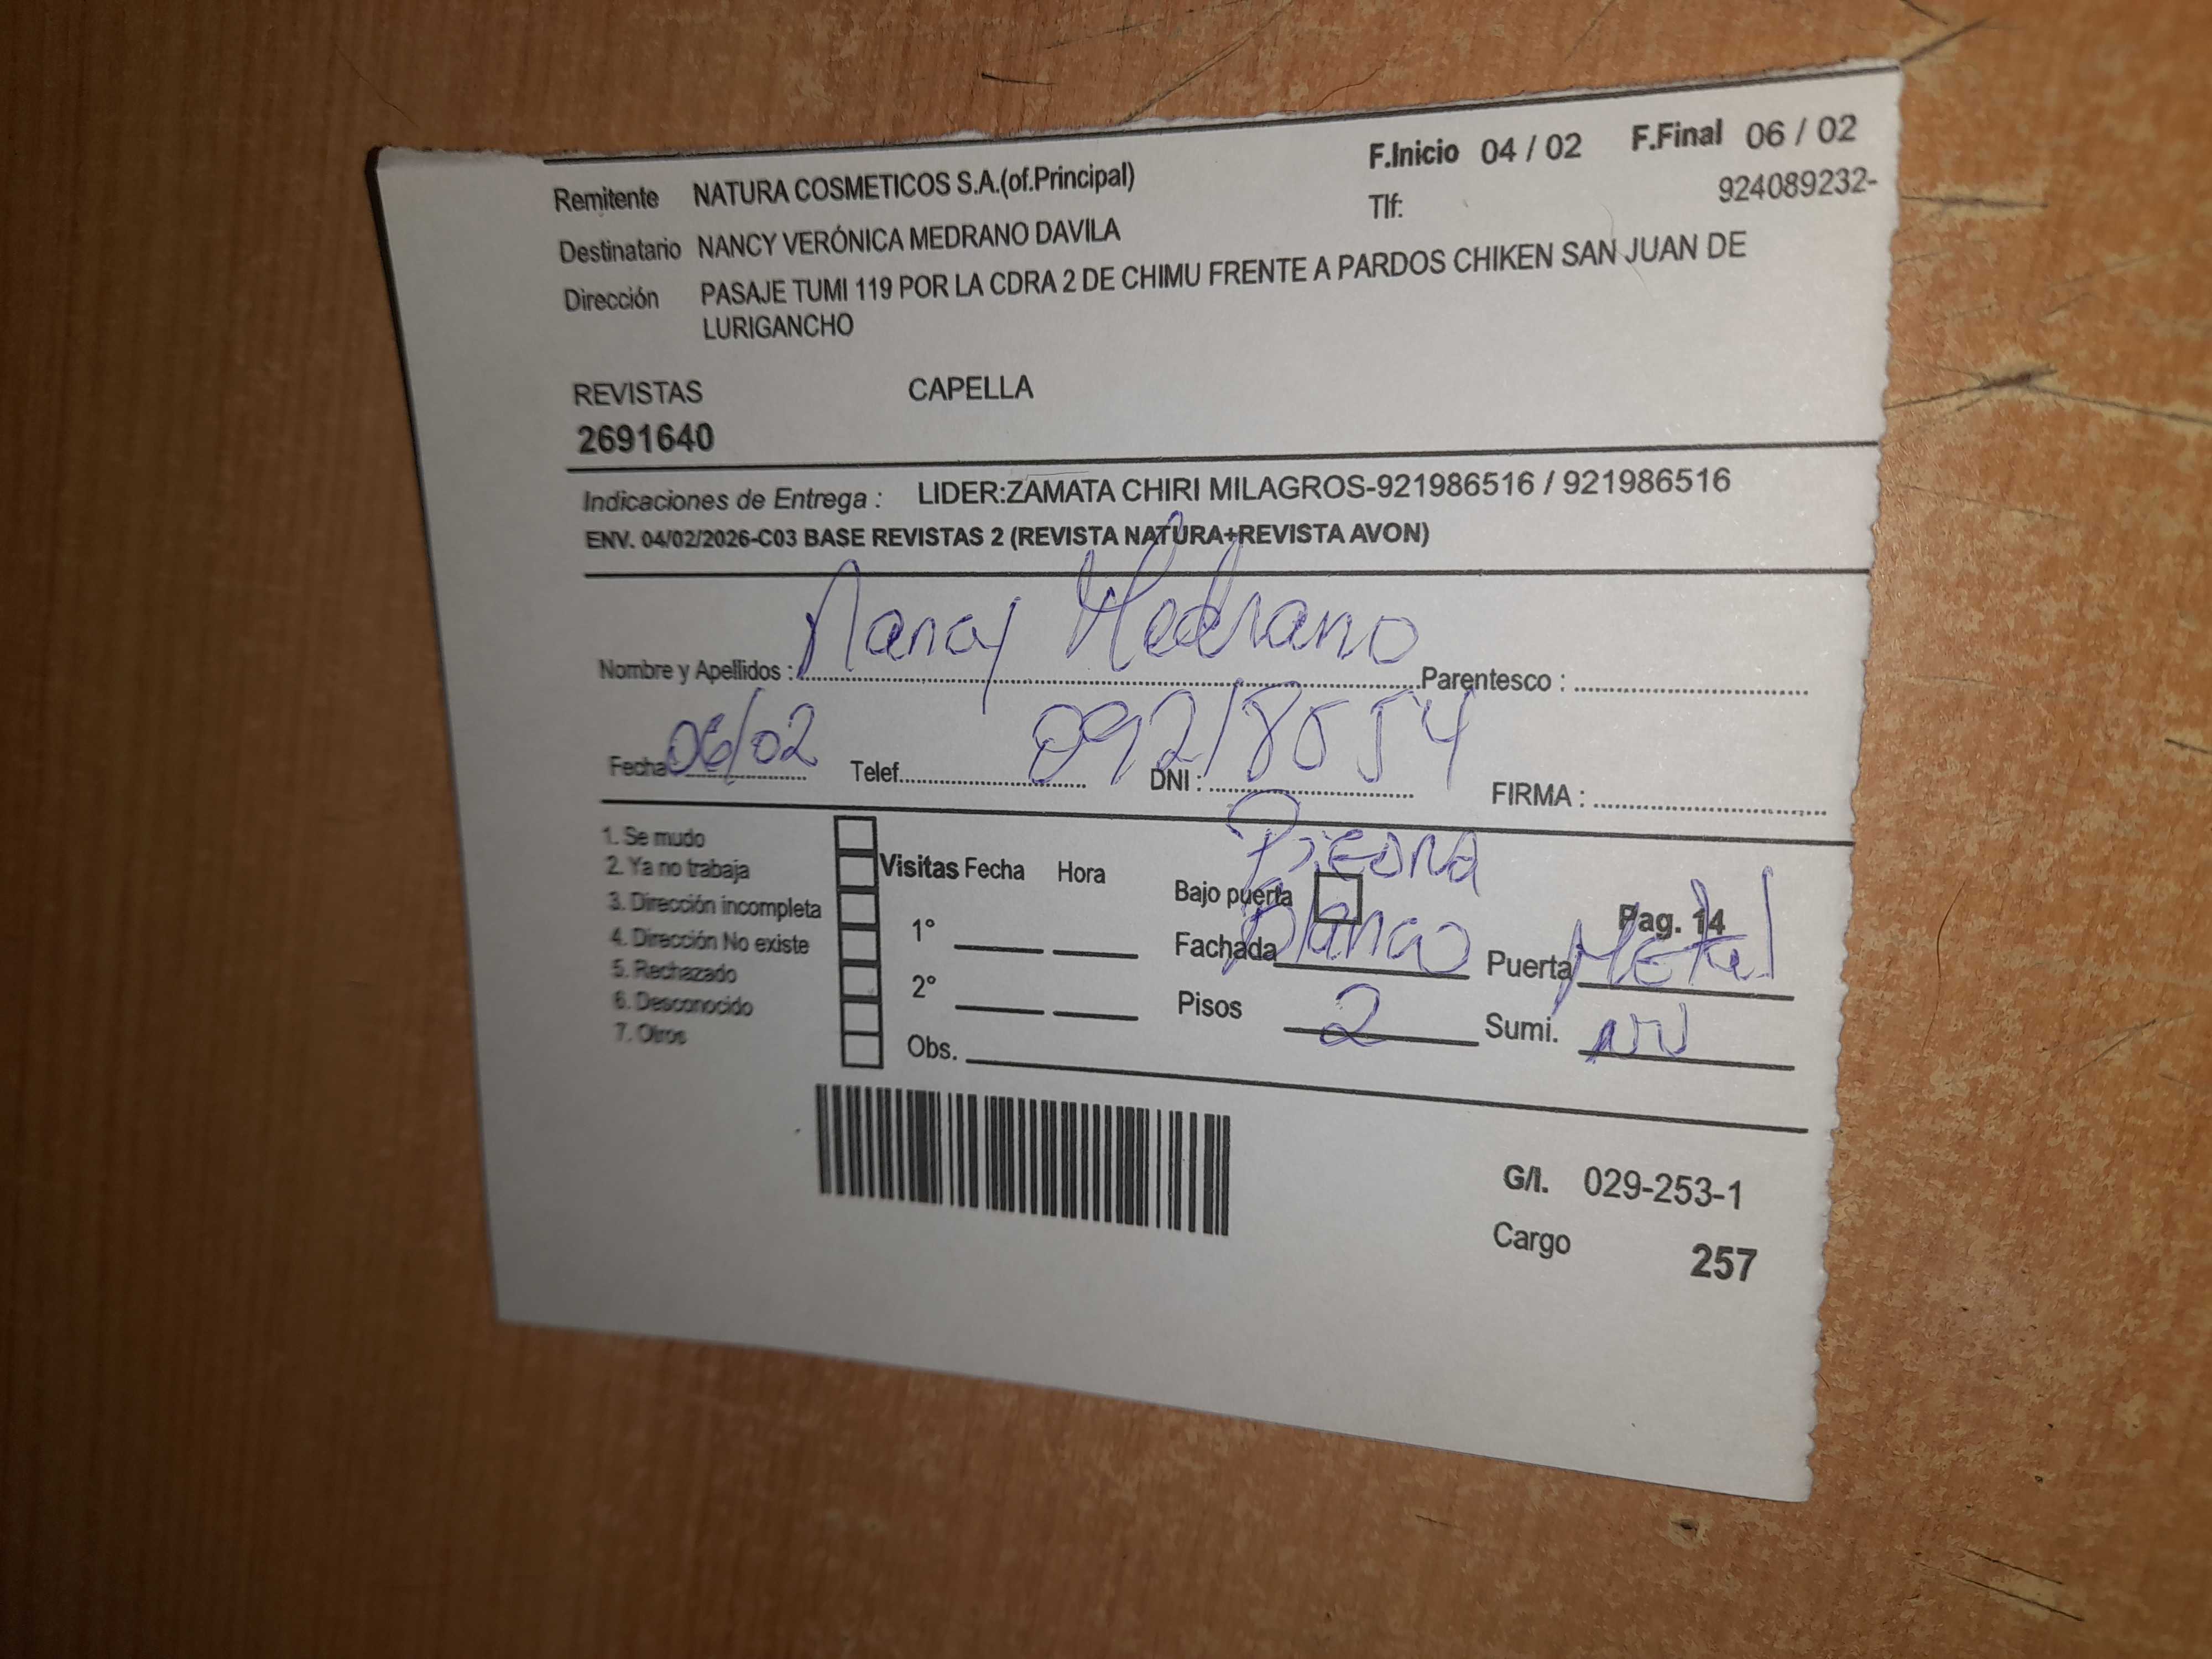 F.Inicio 04 / 02 F.Final 06 / 02
Remitente NATURA COSMETICOS S.A.(of.Principal) Tlf: 924089232-
Destinatario NANCY VERÓNICA MEDRANO DAVILA
Dirección PASAJE TUMI 119 POR LA CDRA 2 DE CHIMU FRENTE A PARDOS CHIKEN SAN JUAN DE
LURIGANCHO
REVISTAS CAPELLA
2691640
Indicaciones de Entrega : LIDER:ZAMATA CHIRI MILAGROS-921986516 / 921986516
ENV. 04/02/2026-C03 BASE REVISTAS 2 (REVISTA NATURA+REVISTA AVON)
Nombre y Apellidos : Nancy Medrano Parentesco :
Fecha 06/02 Telef. DNI : 09218554 FIRMA :
1. Se mudo
2. Ya no trabaja
3. Dirección incompleta
4. Dirección No existe
5. Rechazado
6. Desconocido
7. Otros
Visitas Fecha Hora
1°
2°
Obs.
Bajo puerta Pag. 14
Fachada Blanco Puerta Metal
Pisos 2 Sumi.
G/I. 029-253-1
Cargo 257